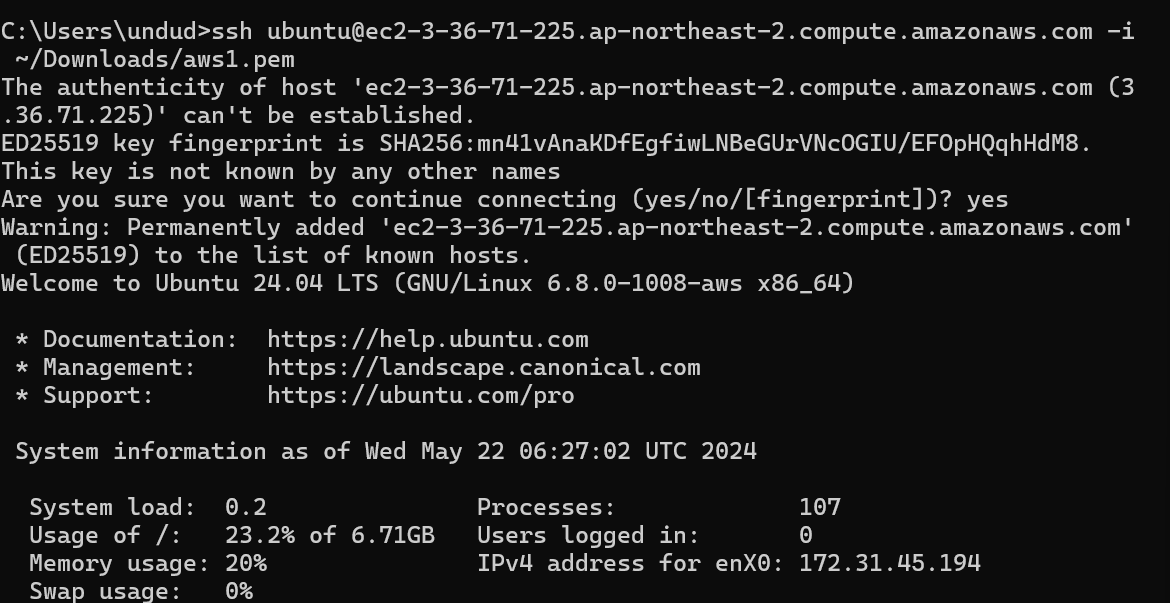 C:\Users\undud>ssh ubuntu@ec2-3-36-71-225.ap-northeast-2.compute.amazonaws.com -i
 ~/Downloads/aws1.pem
The authenticity of host 'ec2-3-36-71-225.ap-northeast-2.compute.amazonaws.com (3
.36.71.225)' can't be established.
ED25519 key fingerprint is SHA256:mn41vAnaKDfEgfiwLNBeGUrVNcOGIU/EFOpHQqhHdM8.
This key is not known by any other names
Are you sure you want to continue connecting (yes/no/[fingerprint])? yes
Warning: Permanently added 'ec2-3-36-71-225.ap-northeast-2.compute.amazonaws.com'
 (ED25519) to the list of known hosts.
Welcome to Ubuntu 24.04 LTS (GNU/Linux 6.8.0-1008-aws x86_64)

 * Documentation:  https://help.ubuntu.com
 * Management:     https://landscape.canonical.com
 * Support:        https://ubuntu.com/pro

 System information as of Wed May 22 06:27:02 UTC 2024

  System load:  0.2               Processes:             107
  Usage of /:   23.2% of 6.71GB   Users logged in:       0
  Memory usage: 20%               IPv4 address for enX0: 172.31.45.194
  Swap usage:   0%